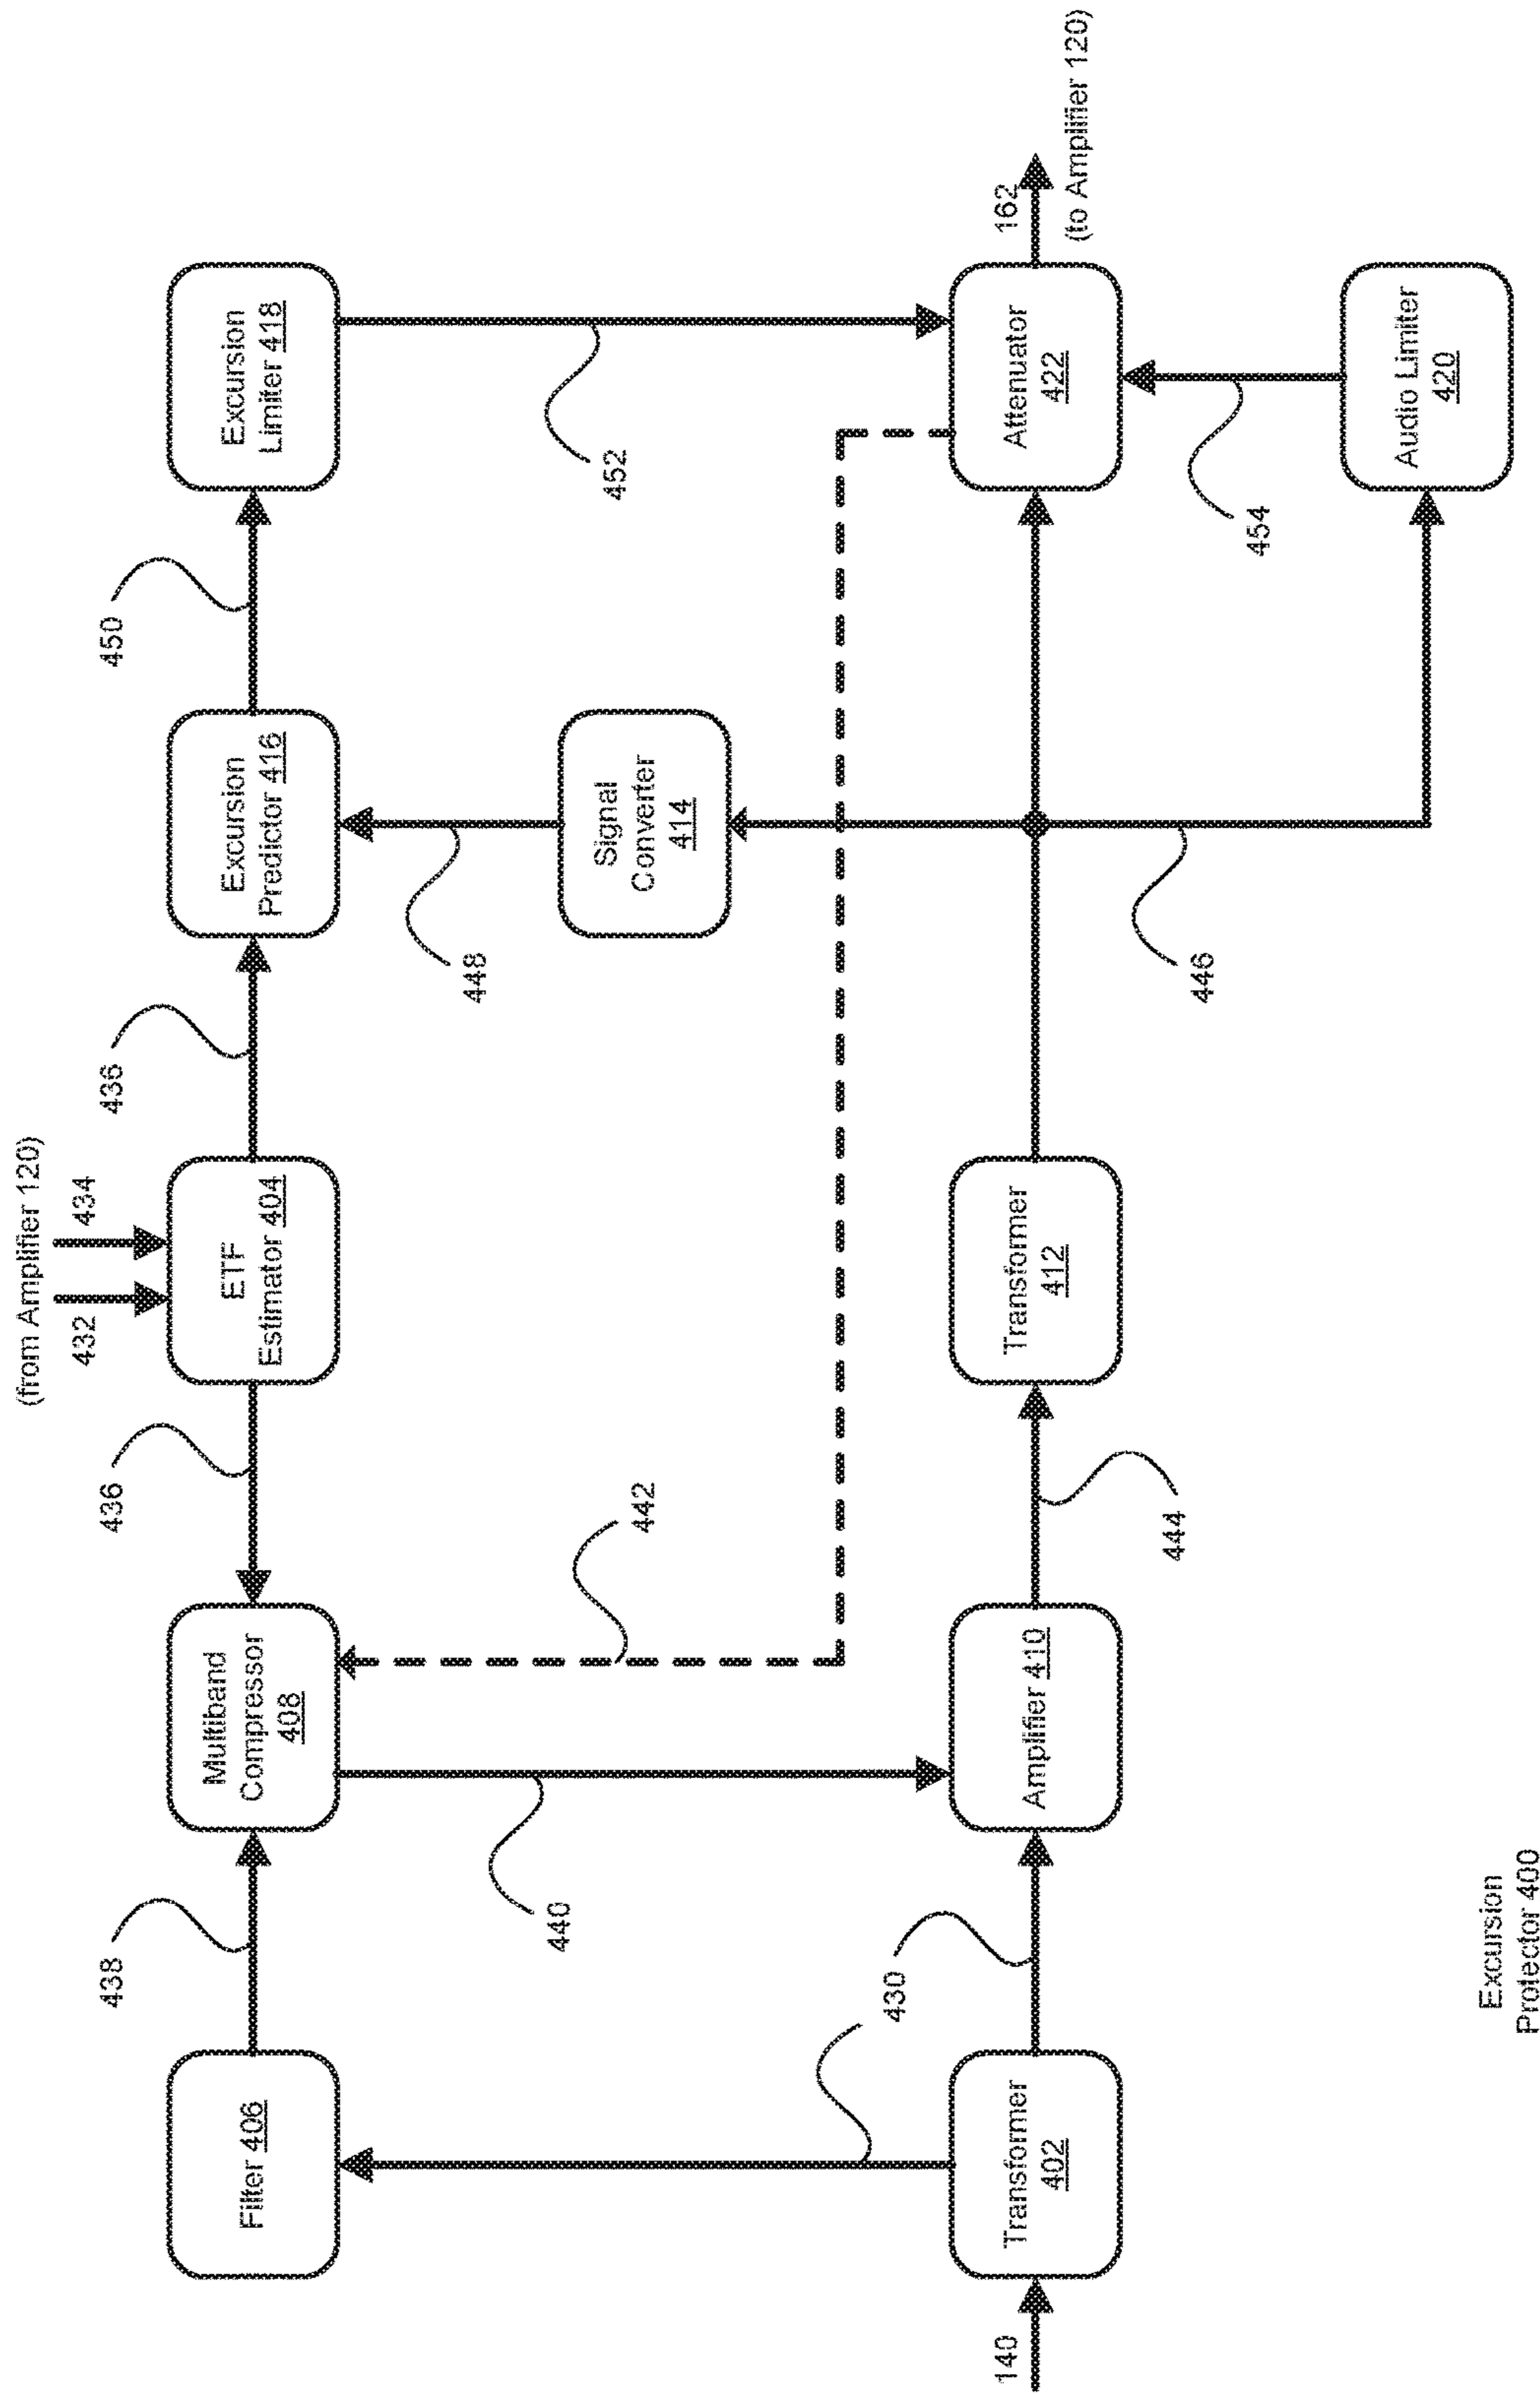 (from Amplifier 120)
432
434
438
436
436
450
Filter 406
Multiband
Compressor
408
ETF
Estimator 404
Excursion
Predictor 416
Excursion
Limiter 418
448
440
452
442
Signal
Converter
414
430
140
Transformer
402
Amplifier 410
Transformer
412
Attenuator
422
162
(to Amplifier 120)
444
446
454
Audio Limiter
420
Excursion
Protector 400